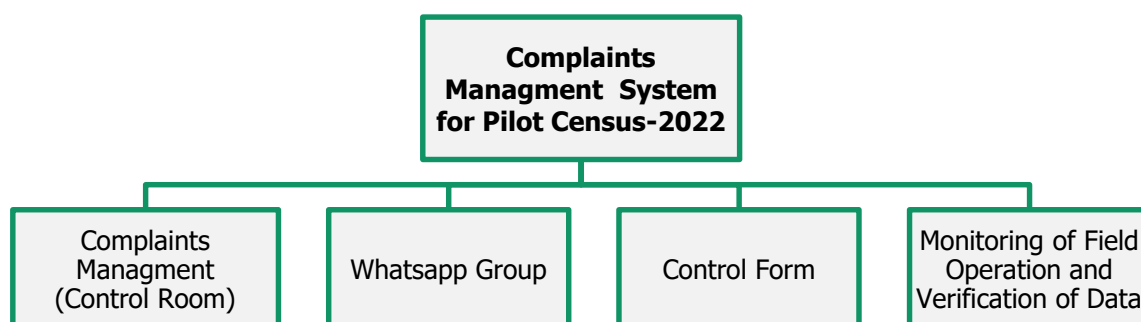 Complaints
Managment System
for Pilot Census-2022
Complaints
Managment
(Control Room)
Whatsapp Group
Control Form
Monitoring of Field
Operation and
Verification of Data